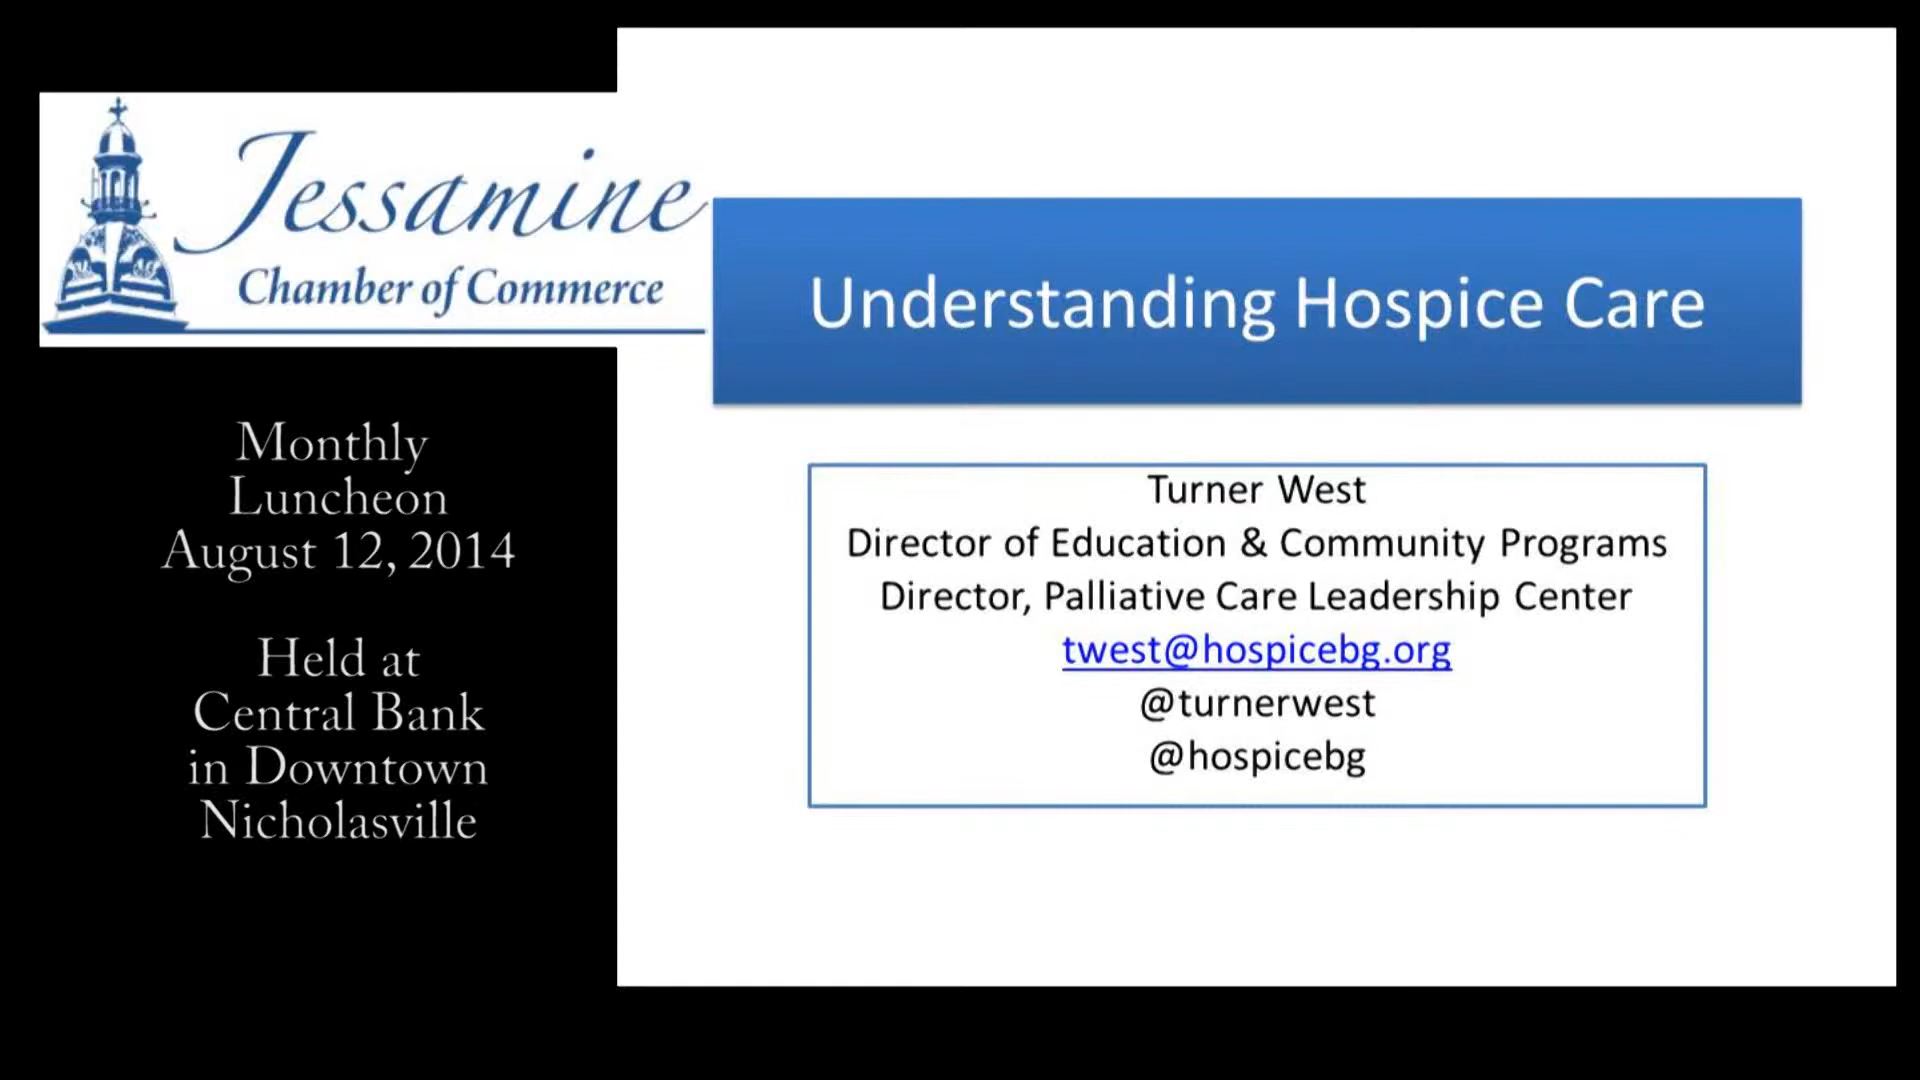 Jessamine
Chamber of Commerce
Monthly
Luncheon
August 12, 2014
Held at
Central Bank
in Downtown
Nicholasville
Understanding Hospice Care
Turner West
Director of Education & Community Programs
Director, Palliative Care Leadership Center
twest@hospicebg.org
@turnerwest
@hospicebg